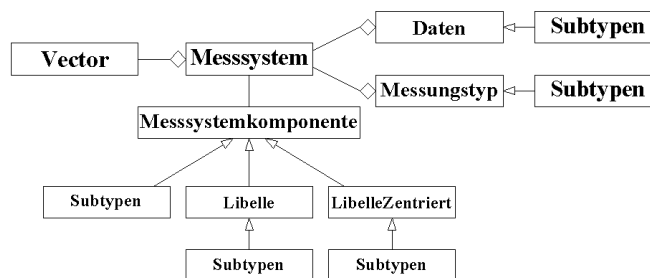 Daten
Subtypen
Vector
Messsystem
Messungstyp
Subtypen
Messsystemkomponente
Subtypen
Libelle
LibelleZentriert
Subtypen
Subtypen